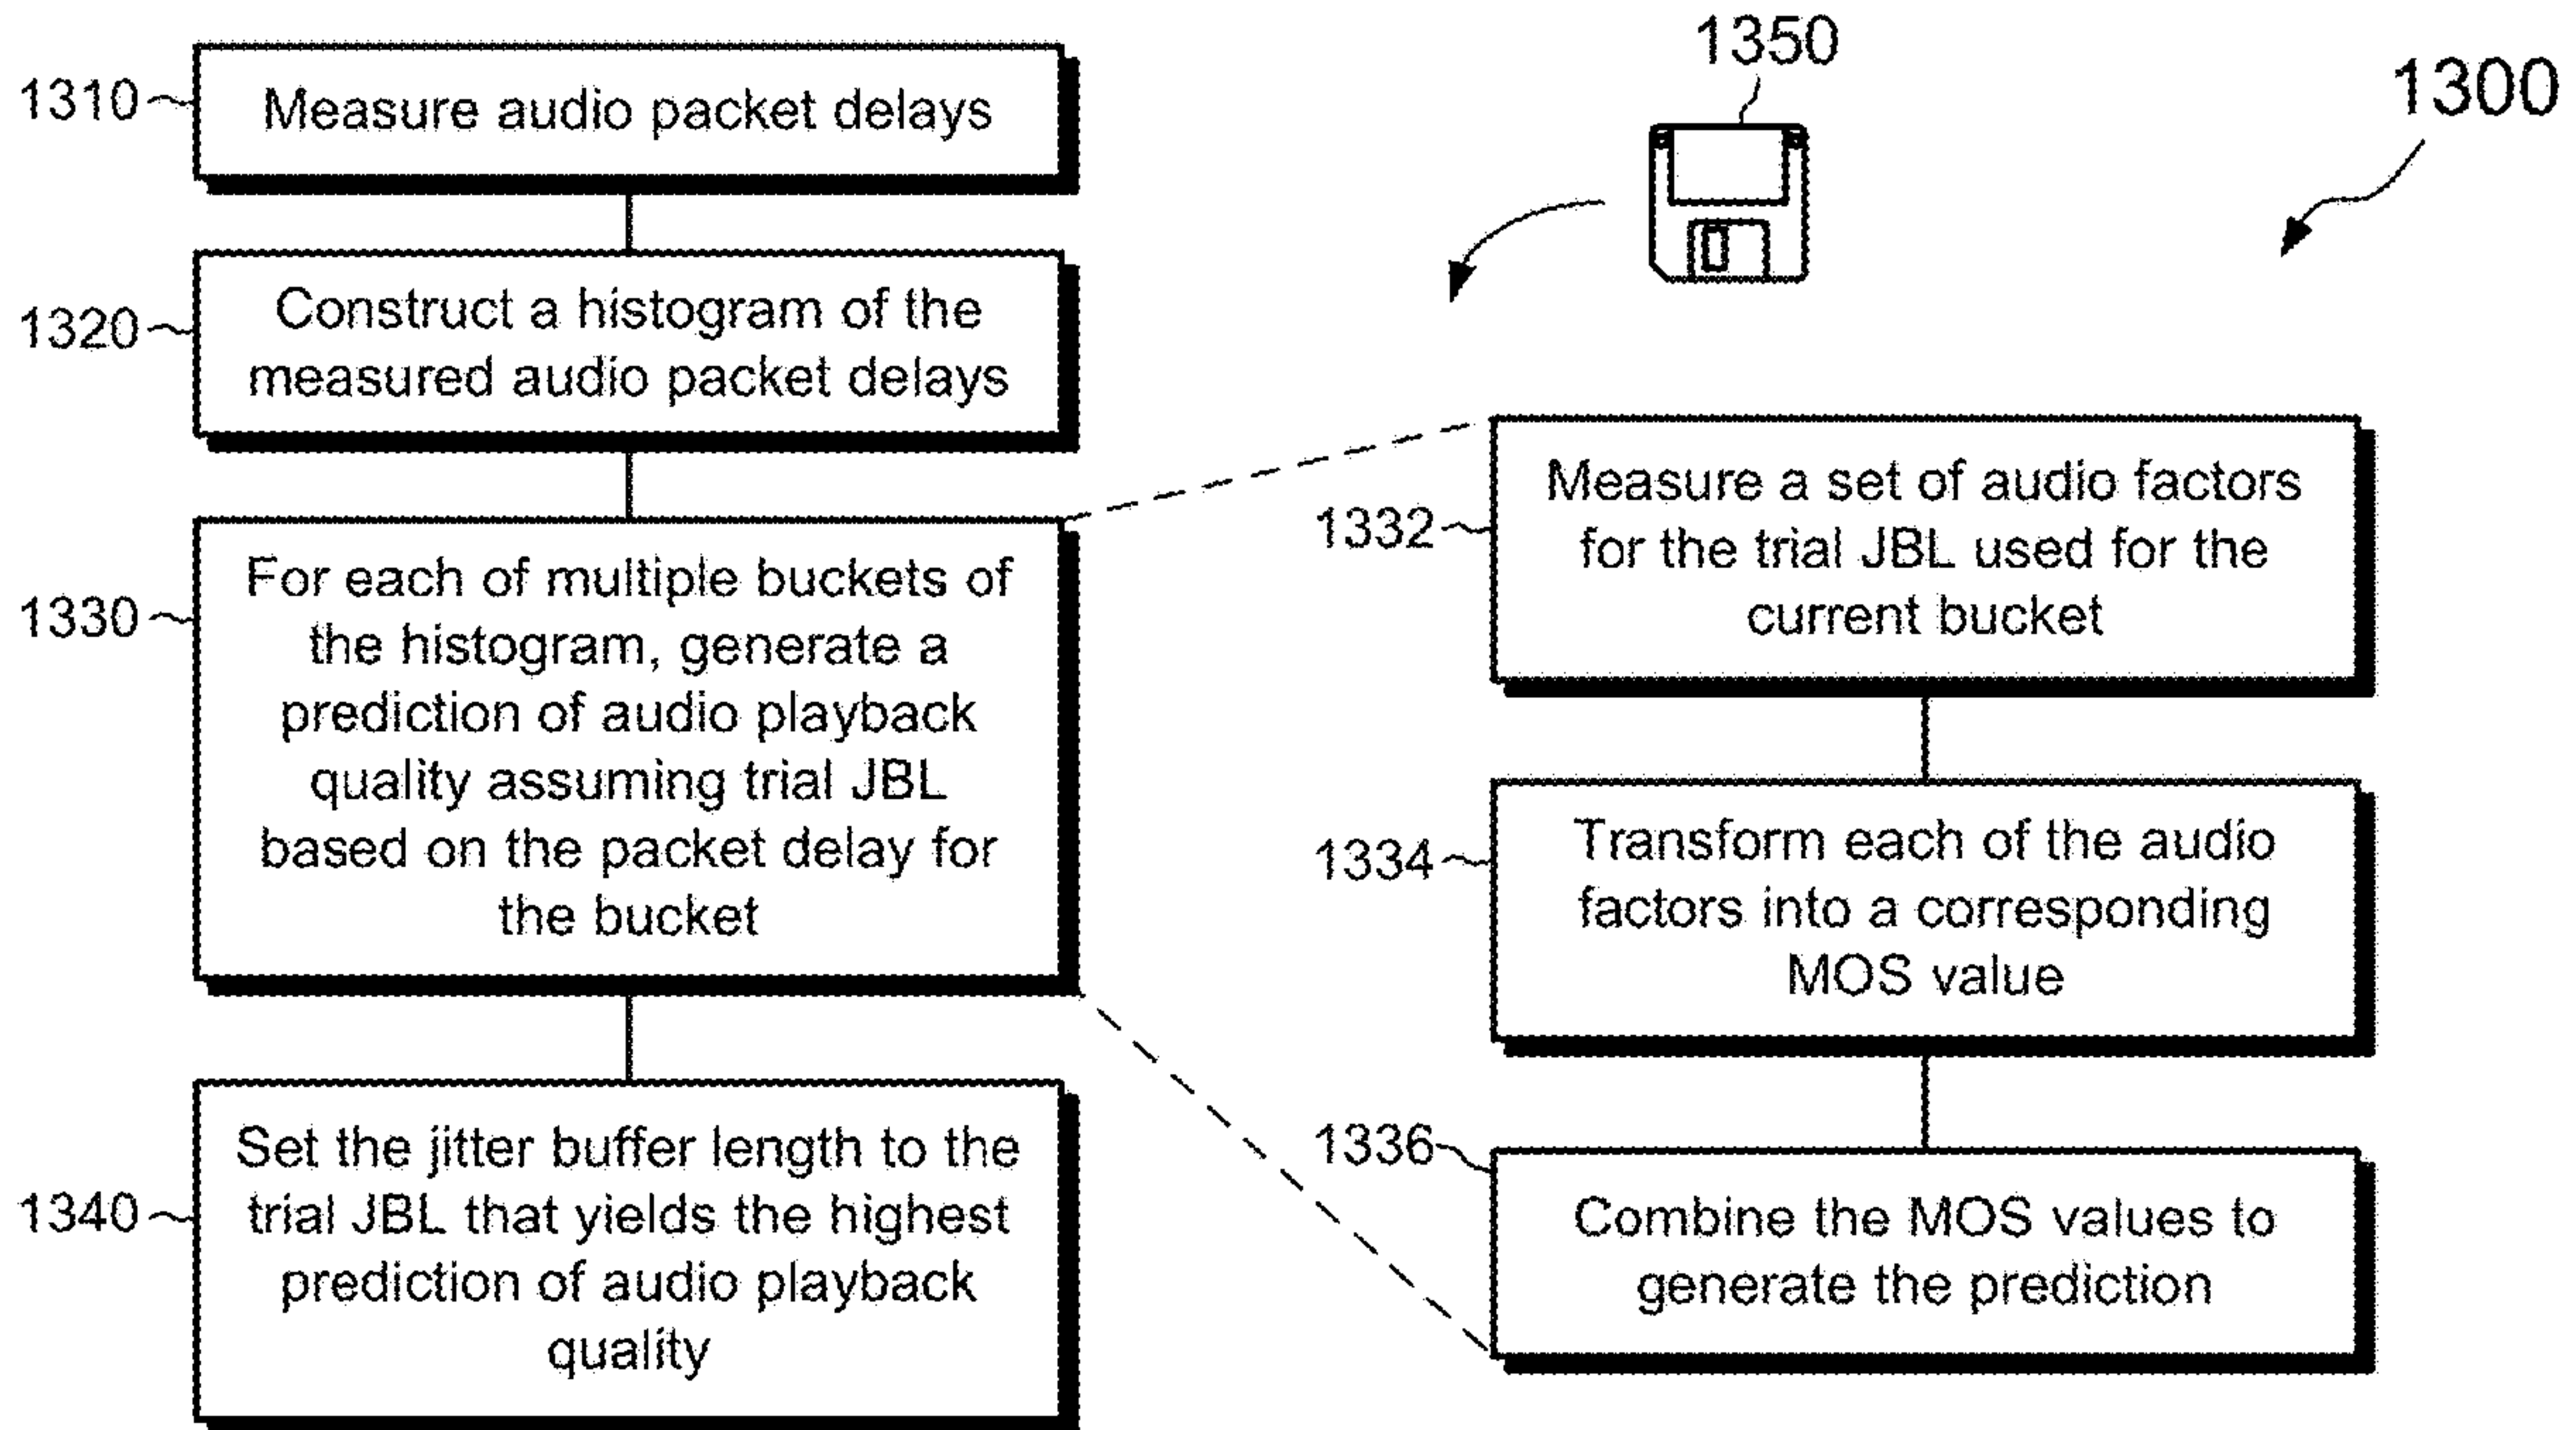 1310
Measure audio packet delays
1320
Construct a histogram of the
measured audio packet delays
1330
For each of multiple buckets of
the histogram, generate a
prediction of audio playback
quality assuming trial JBL
based on the packet delay for
the bucket
1340
Set the jitter buffer length to the
trial JBL that yields the highest
prediction of audio playback
quality
1350
1300
1332
Measure a set of audio factors
for the trial JBL used for the
current bucket
1334
Transform each of the audio
factors into a corresponding
MOS value
1336
Combine the MOS values to
generate the prediction